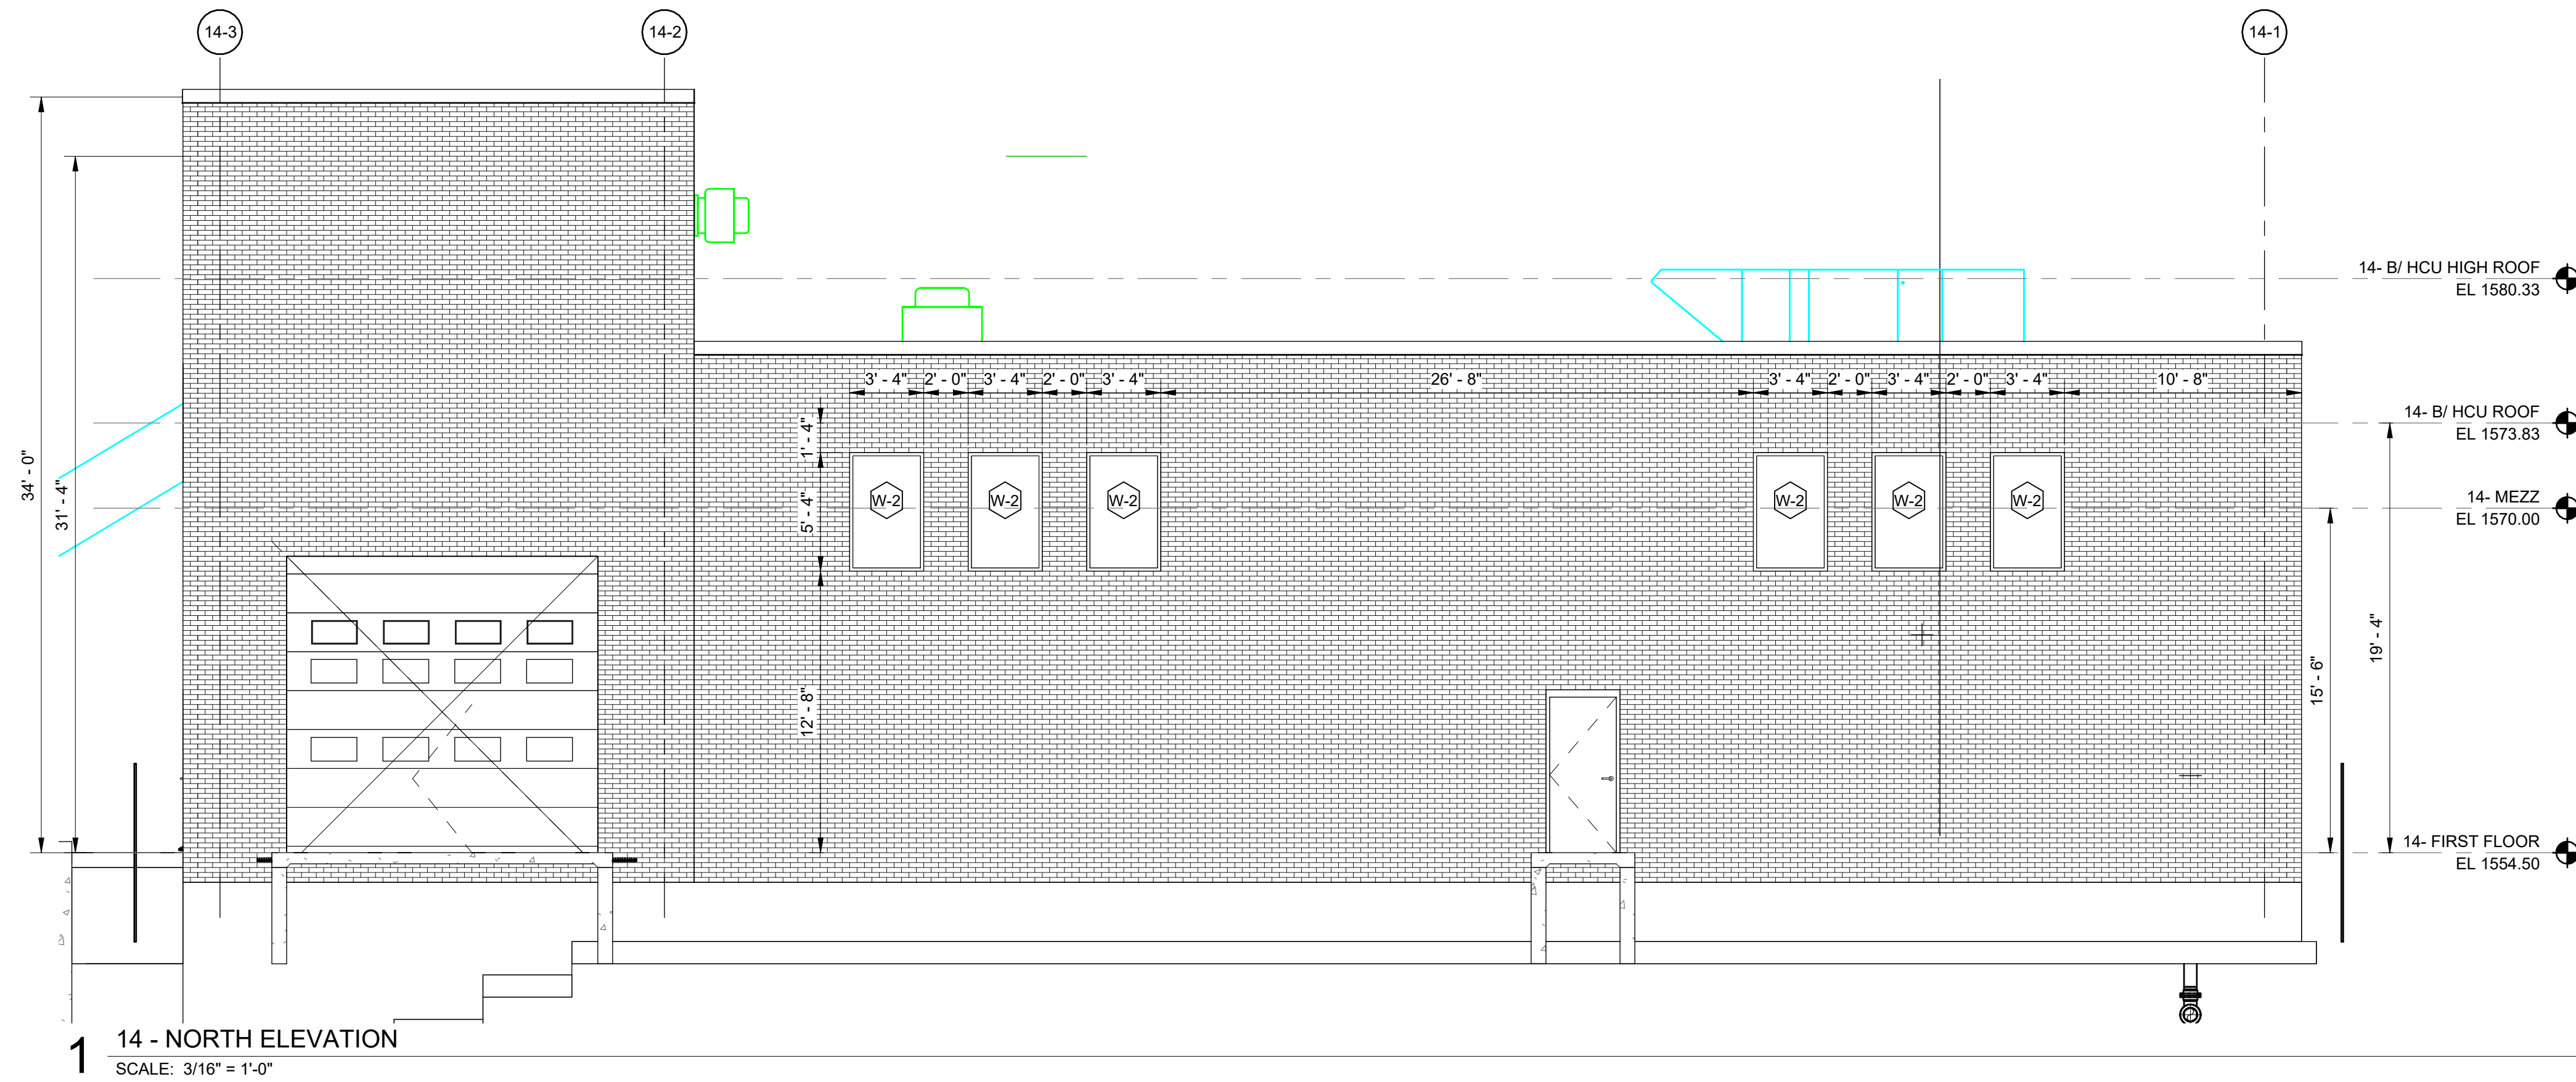 14-3
14-2
14-1
14- B/ HCU HIGH ROOF
EL 1580.33
3' - 4"
2' - 0"
3' - 4"
2' - 0"
3' - 4"
26' - 8"
3' - 4"
2' - 0"
3' - 4"
2' - 0"
3' - 4"
10' - 8"
14- B/ HCU ROOF
EL 1573.83
1' - 4"
34' - 0"
31' - 4"
5' - 4"
W-2
W-2
W-2
W-2
W-2
W-2
14- MEZZ
EL 1570.00
12' - 8"
15' - 6"
19' - 4"
14- FIRST FLOOR
EL 1554.50
1
14 - NORTH ELEVATION
SCALE: 3/16" = 1'-0"